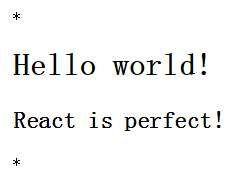 *
Hello world!
React is perfect!
*